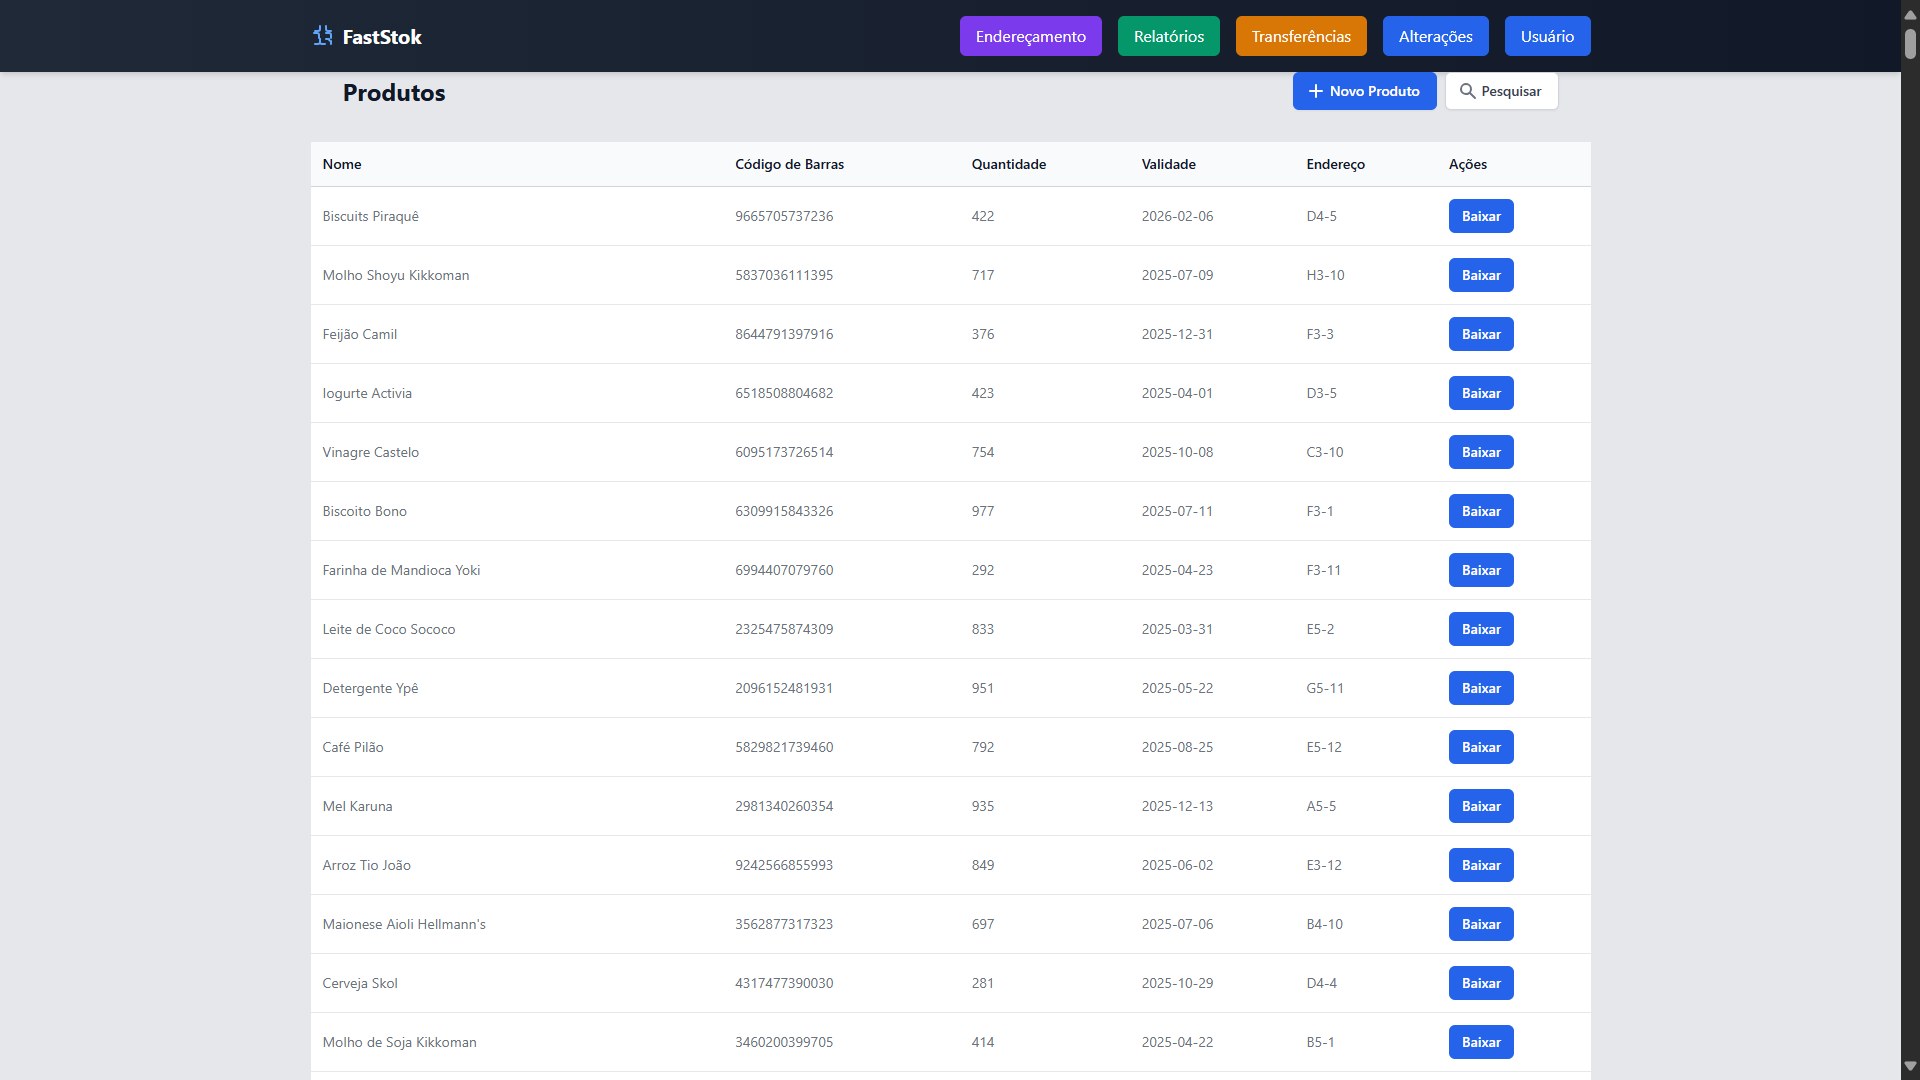 FastStok Endereçamento Relatórios Transferências Alterações Usuário
Produtos Novo Produto Pesquisar
Nome Código de Barras Quantidade Validade Endereço Ações
Biscuits Piraquê 9665705737236 422 2026-02-06 D4-5 Baixar
Molho Shoyu Kikkoman 5837036111395 717 2025-07-09 H3-10 Baixar
Feijão Camil 8644791397916 376 2025-12-31 F3-3 Baixar
Iogurte Activia 6518508804682 423 2025-04-01 D3-5 Baixar
Vinagre Castelo 6095173726514 754 2025-10-08 C3-10 Baixar
Biscoito Bono 6309915843326 977 2025-07-11 F3-1 Baixar
Farinha de Mandioca Yoki 6994407079760 292 2025-04-23 F3-11 Baixar
Leite de Coco Sococo 2325475874309 833 2025-03-31 E5-2 Baixar
Detergente Ypê 2096152481931 951 2025-05-22 G5-11 Baixar
Café Pilão 5829821739460 792 2025-08-25 E5-12 Baixar
Mel Karuna 2981340260354 935 2025-12-13 A5-5 Baixar
Arroz Tio João 9242566855993 849 2025-06-02 E3-12 Baixar
Maionese Aioli Hellmann's 3562877317323 697 2025-07-06 B4-10 Baixar
Cerveja Skol 4317477390030 281 2025-10-29 D4-4 Baixar
Molho de Soja Kikkoman 3460200399705 414 2025-04-22 B5-1 Baixar